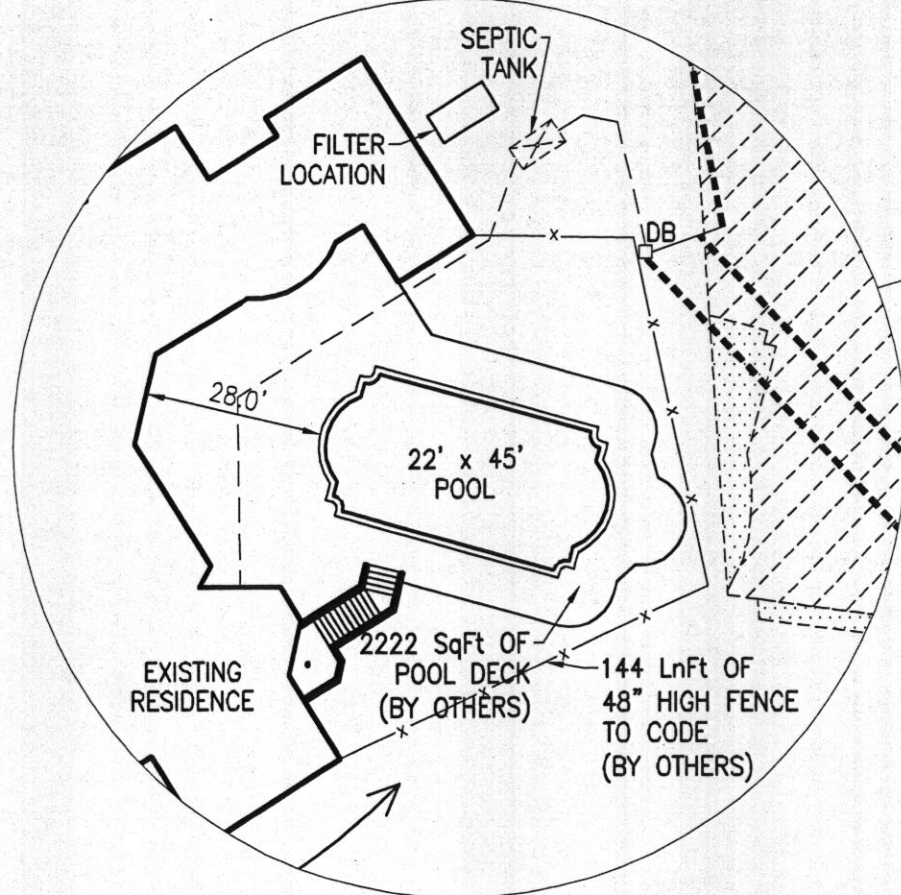 SEPTIC
TANK
FILTER
LOCATION
DB
28.0'
22' x 45'
POOL
2222 SqFt OF
POOL DECK
(BY OTHERS)
144 LnFt OF
48" HIGH FENCE
TO CODE
(BY OTHERS)
EXISTING
RESIDENCE